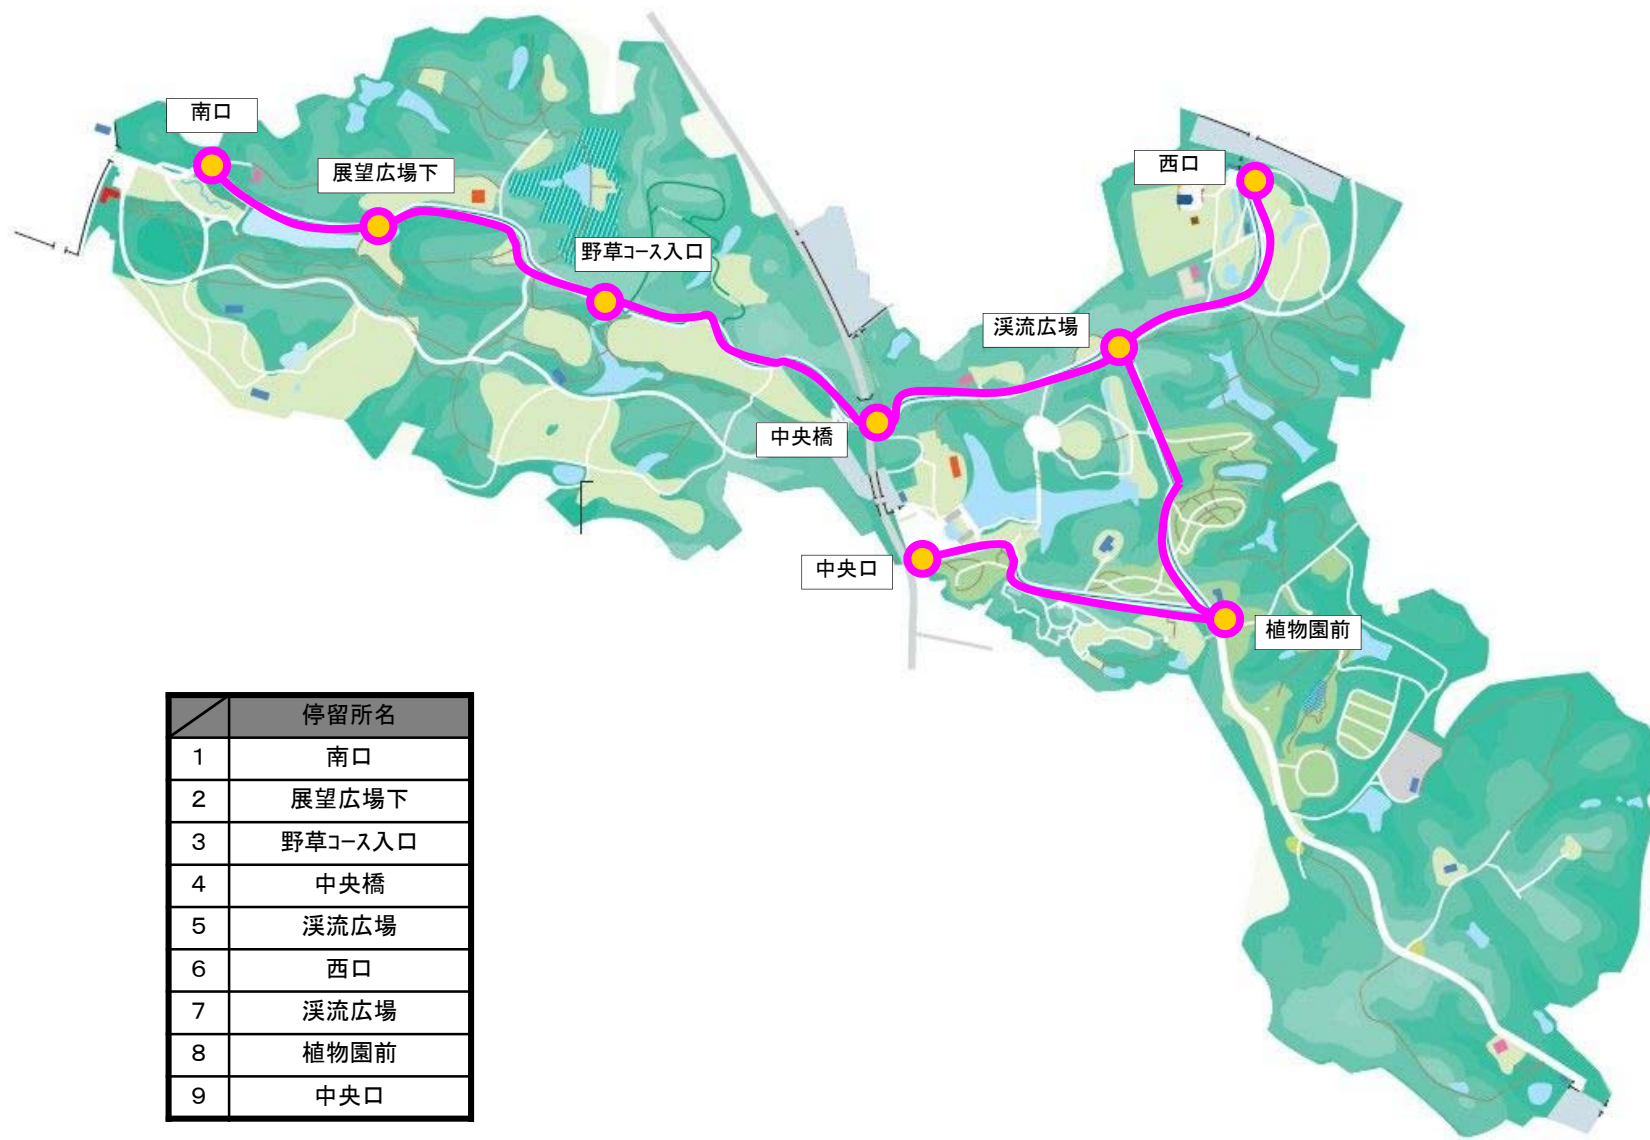 南口
展望広場下
野草コース入口
西口
渓流広場
中央橋
中央口
植物園前
停留所名
1 南口
2 展望広場下
3 野草コース入口
4 中央橋
5 渓流広場
6 西口
7 渓流広場
8 植物園前
9 中央口